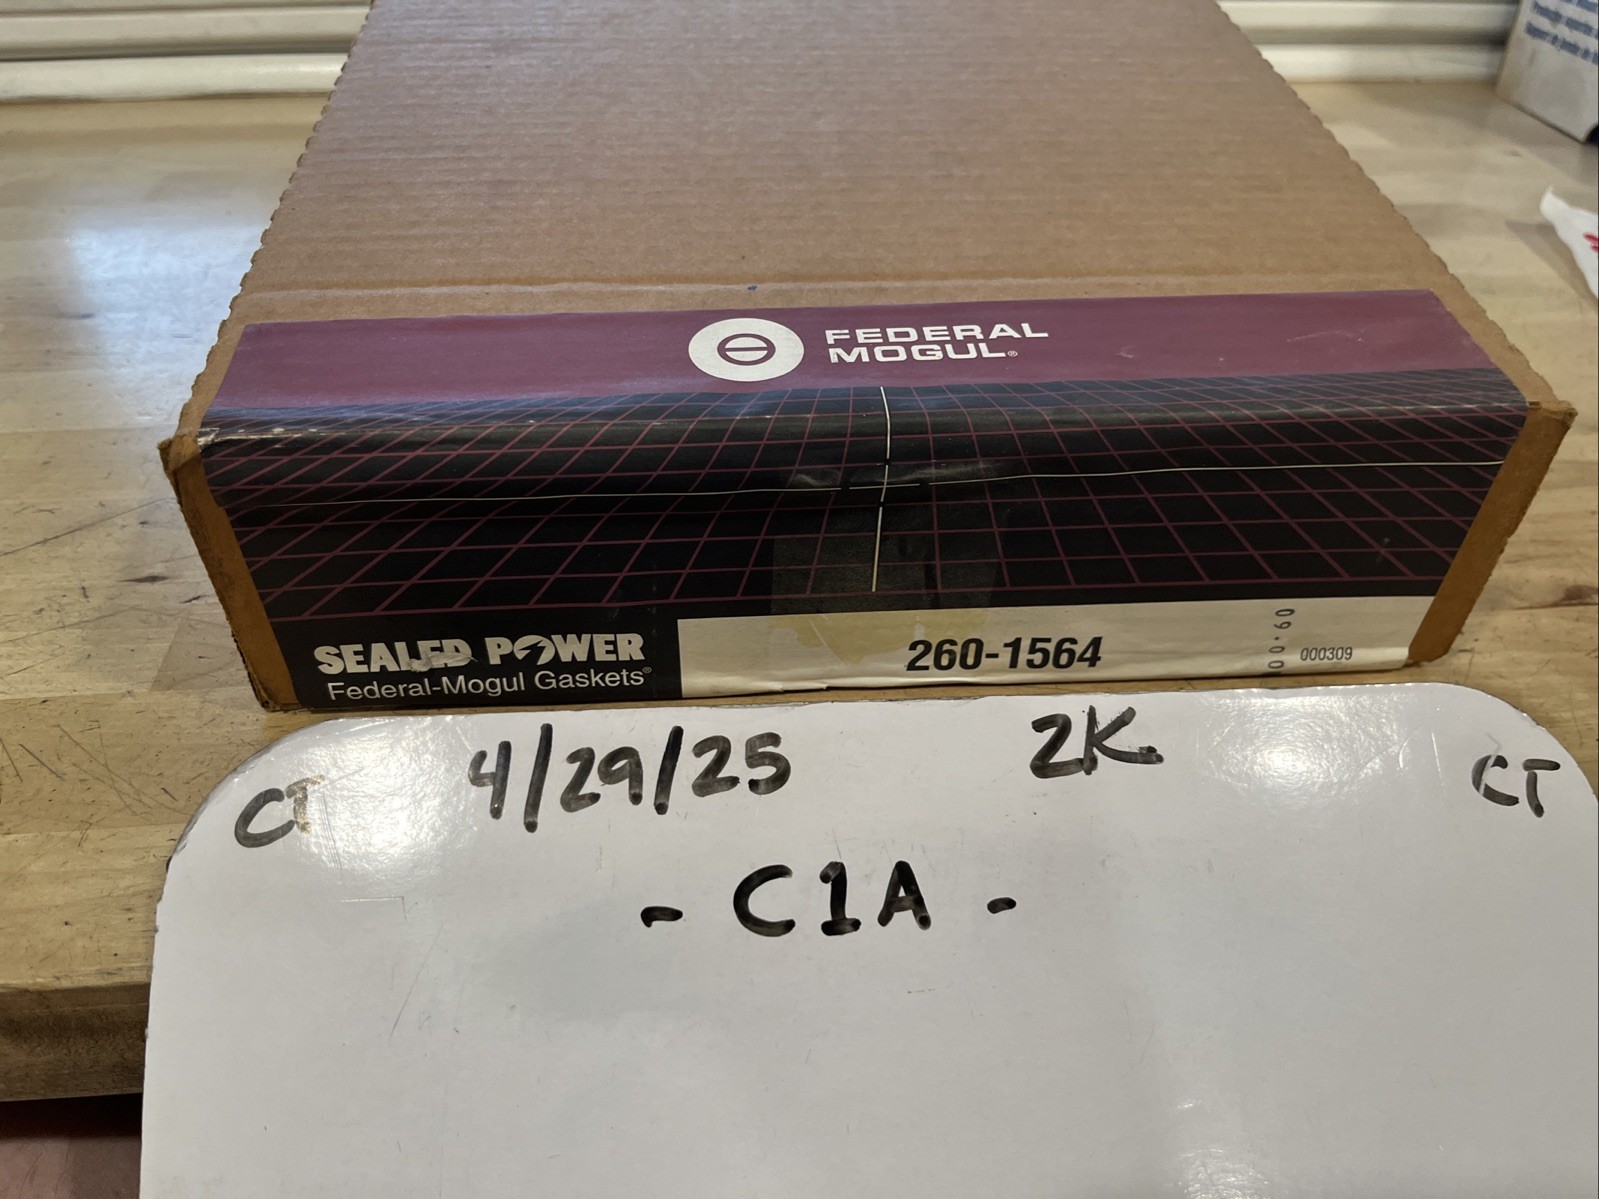 FEDERAL
MOGUL®
SEALED POWER
Federal-Mogul Gaskets®
260-1564
000309
4/29/25
2K
CT
CT
- C1A -